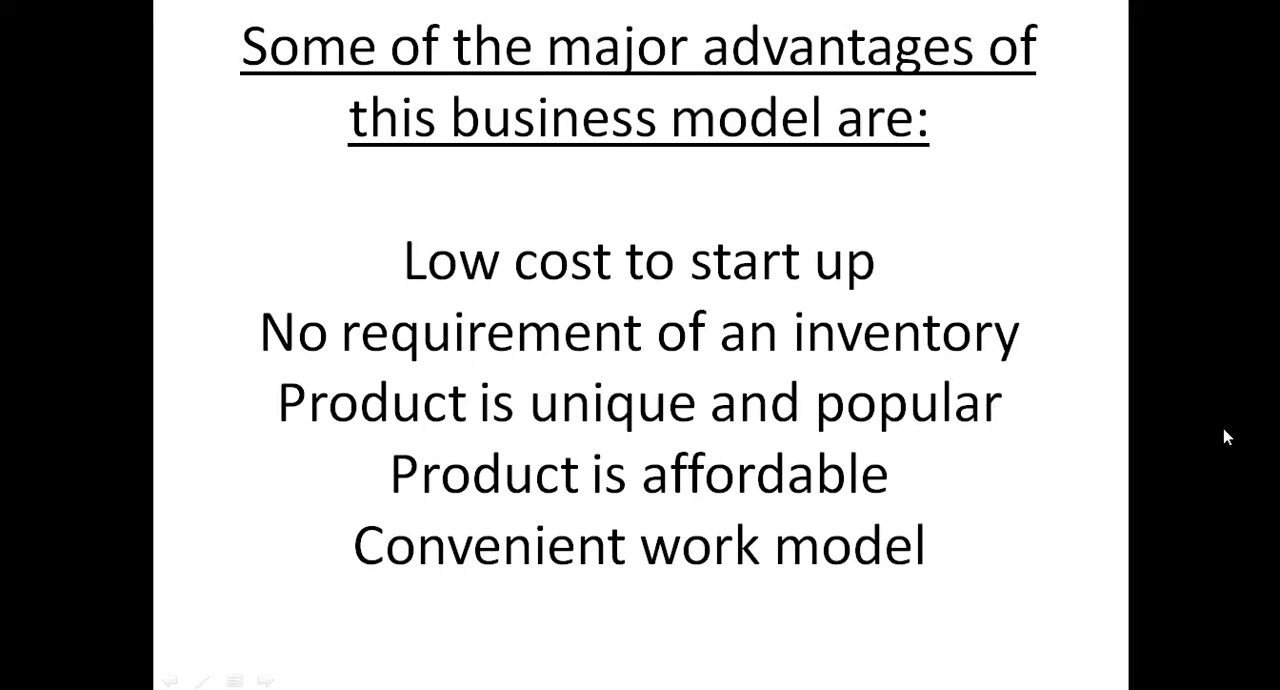 Some of the major advantages of
this business model are:
Low cost to start up
No requirement of an inventory
Product is unique and popular
Product is affordable
Convenient work model